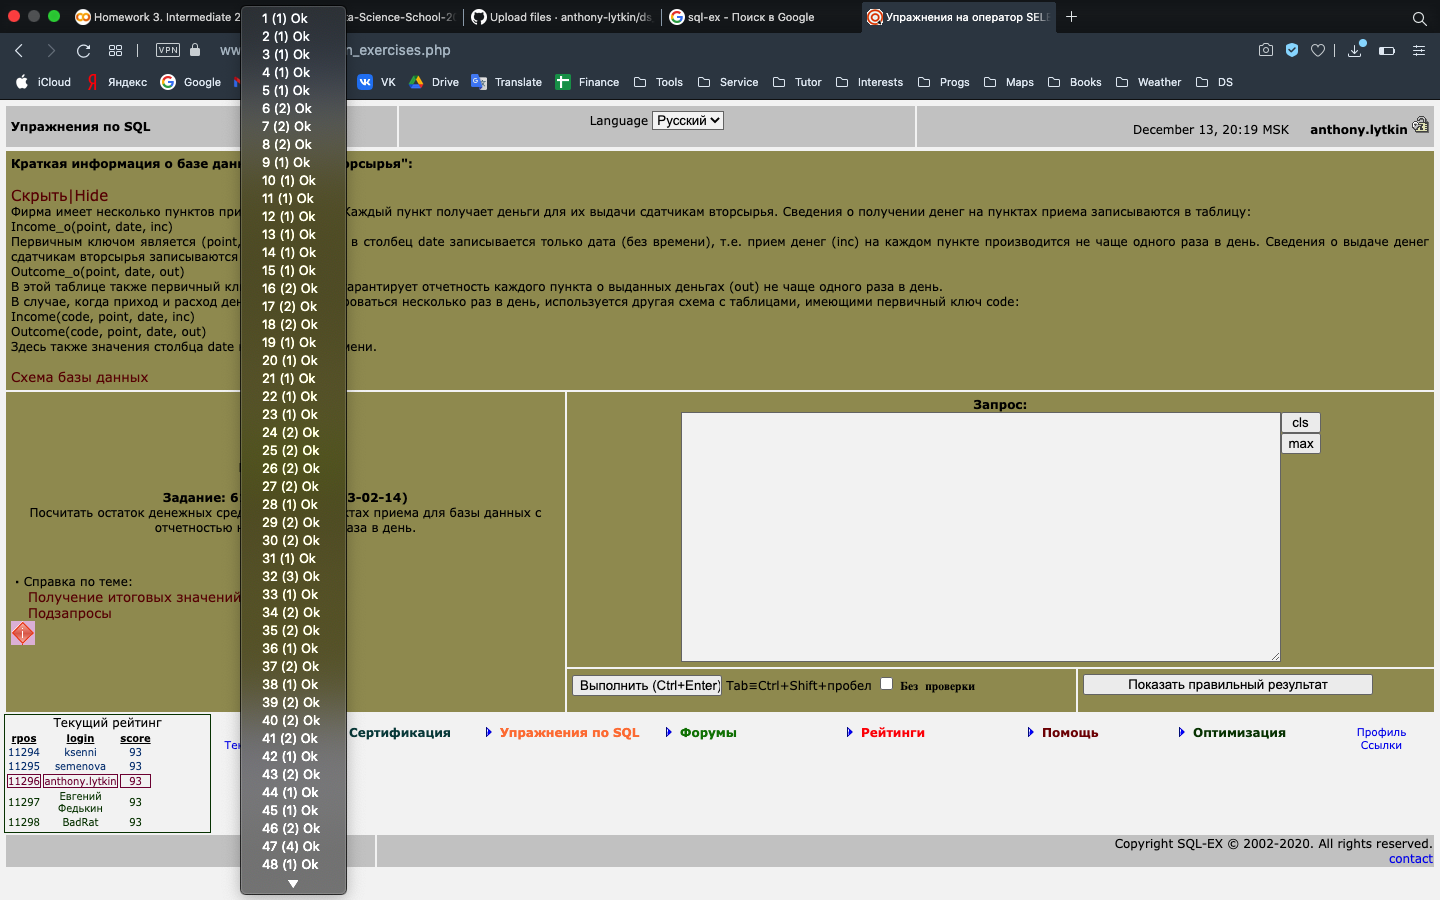 Homework 3. Intermediate 2
ta-Science-School-20
Upload files · anthony-lytkin/ds
sql-ex - Поиск в Google
Упражнения на оператор SELE
VPN
n_exercises.php
iCloud
Яндекс
Google
VK
Drive
Translate
Finance
Tools
Service
Tutor
Interests
Progs
Maps
Books
Weather
DS
1 (1) Ok
2 (1) Ok
3 (1) Ok
4 (1) Ok
5 (1) Ok
6 (2) Ok
7 (2) Ok
8 (2) Ok
9 (1) Ok
10 (1) Ok
11 (1) Ok
12 (1) Ok
13 (1) Ok
14 (1) Ok
15 (1) Ok
16 (2) Ok
17 (2) Ok
18 (2) Ok
19 (1) Ok
20 (1) Ok
21 (1) Ok
22 (1) Ok
23 (1) Ok
24 (2) Ok
25 (2) Ok
26 (2) Ok
27 (2) Ok
28 (1) Ok
29 (2) Ok
30 (2) Ok
31 (1) Ok
32 (3) Ok
33 (1) Ok
34 (2) Ok
35 (2) Ok
36 (1) Ok
37 (2) Ok
38 (1) Ok
39 (2) Ok
40 (2) Ok
41 (2) Ok
42 (1) Ok
43 (2) Ok
44 (1) Ok
45 (1) Ok
46 (2) Ok
47 (4) Ok
48 (1) Ok
Упражнения по SQL
Language Русский
December 13, 20:19 MSK anthony.lytkin
Краткая информация о базе дан орсырья":
Скрыть|Hide
Фирма имеет несколько пунктов при Каждый пункт получает деньги для их выдачи сдатчикам вторсырья. Сведения о получении денег на пунктах приема записываются в таблицу:
Income_o(point, date, inc)
Первичным ключом является (point, в столбец date записывается только дата (без времени), т.е. прием денег (inc) на каждом пункте производится не чаще одного раза в день. Сведения о выдаче денег
сдатчикам вторсырья записываются
Outcome_o(point, date, out)
В этой таблице также первичный кл арантирует отчетность каждого пункта о выданных деньгах (out) не чаще одного раза в день.
В случае, когда приход и расход ден роваться несколько раз в день, используется другая схема с таблицами, имеющими первичный ключ code:
Income(code, point, date, inc)
Outcome(code, point, date, out)
Здесь также значения столбца date мени.
Схема базы данных
Задание: 6 3-02-14)
Посчитать остаток денежных сред ктах приема для базы данных с
отчетностью аза в день.
Справка по теме:
Получение итоговых значений
Подзапросы
Запрос:
cls
max
Выполнить (Ctrl+Enter) Tab≡Ctrl+Shift+пробел Без проверки
Показать правильный результат
Текущий рейтинг
rpos login score
11294 ksenni 93
11295 semenova 93
11296 anthony.lytkin 93
11297 Евгений Федькин 93
11298 BadRat 93
Те
Сертификация
Упражнения по SQL
Форумы
Рейтинги
Помощь
Оптимизация
Профиль
Ссылки
Copyright SQL-EX © 2002-2020. All rights reserved.
contact